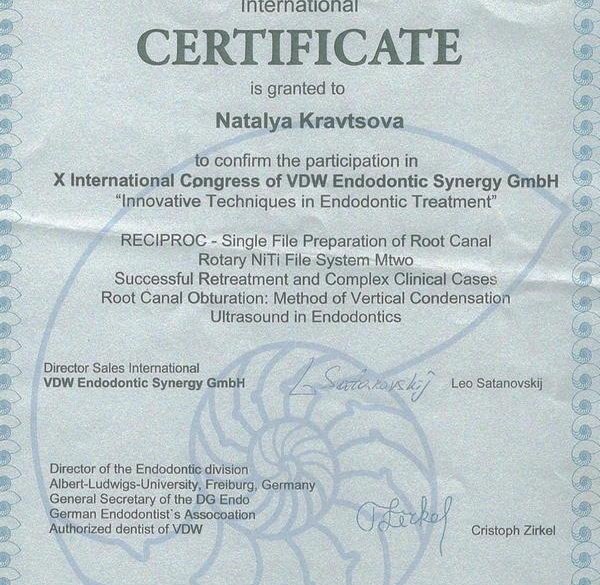 International
CERTIFICATE
is granted to
Natalya Kravtsova
to confirm the participation in
X International Congress of VDW Endodontic Synergy GmbH
“Innovative Techniques in Endodontic Treatment”
RECIPROC - Single File Preparation of Root Canal
Rotary NiTi File System Mtwo
Successful Retreatment and Complex Clinical Cases
Root Canal Obturation: Method of Vertical Condensation
Ultrasound in Endodontics
Director Sales International
VDW Endodontic Synergy GmbH
L Satanovskij
Leo Satanovskij
Director of the Endodontic division
Albert-Ludwigs-University, Freiburg, Germany
General Secretary of the DG Endo
German Endodontist`s Assocoation
Authorized dentist of VDW
Zirkel
Cristoph Zirkel